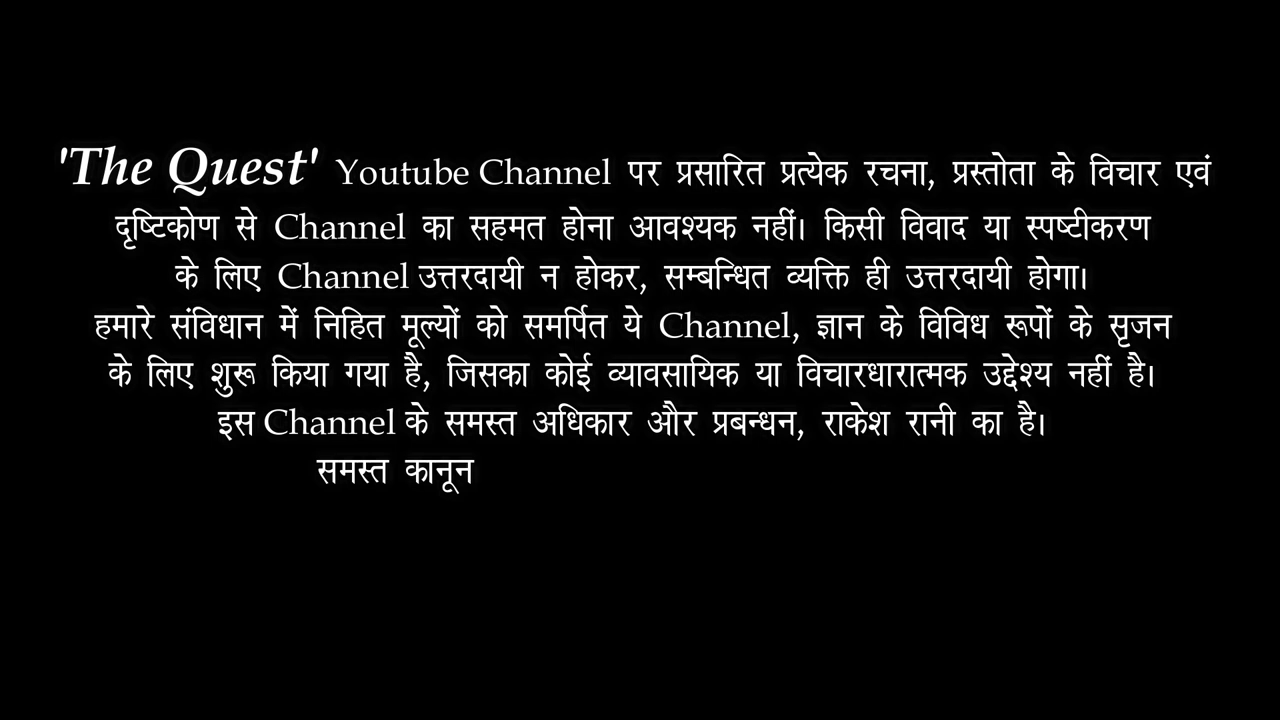 'The Quest' Youtube Channel पर प्रसारित प्रत्येक रचना, प्रस्तोता के विचार एवं
दृष्टिकोण से Channel का सहमत होना आवश्यक नहीं। किसी विवाद या स्पष्टीकरण
के लिए Channel उत्तरदायी न होकर, सम्बन्धित व्यक्ति ही उत्तरदायी होगा।
हमारे संविधान में निहित मूल्यों को समर्पित ये Channel, ज्ञान के विविध रूपों के सृजन
के लिए शुरू किया गया है, जिसका कोई व्यावसायिक या विचारधारात्मक उद्देश्य नहीं है।
इस Channel के समस्त अधिकार और प्रबन्धन, राकेश रानी का है।
समस्त कानून